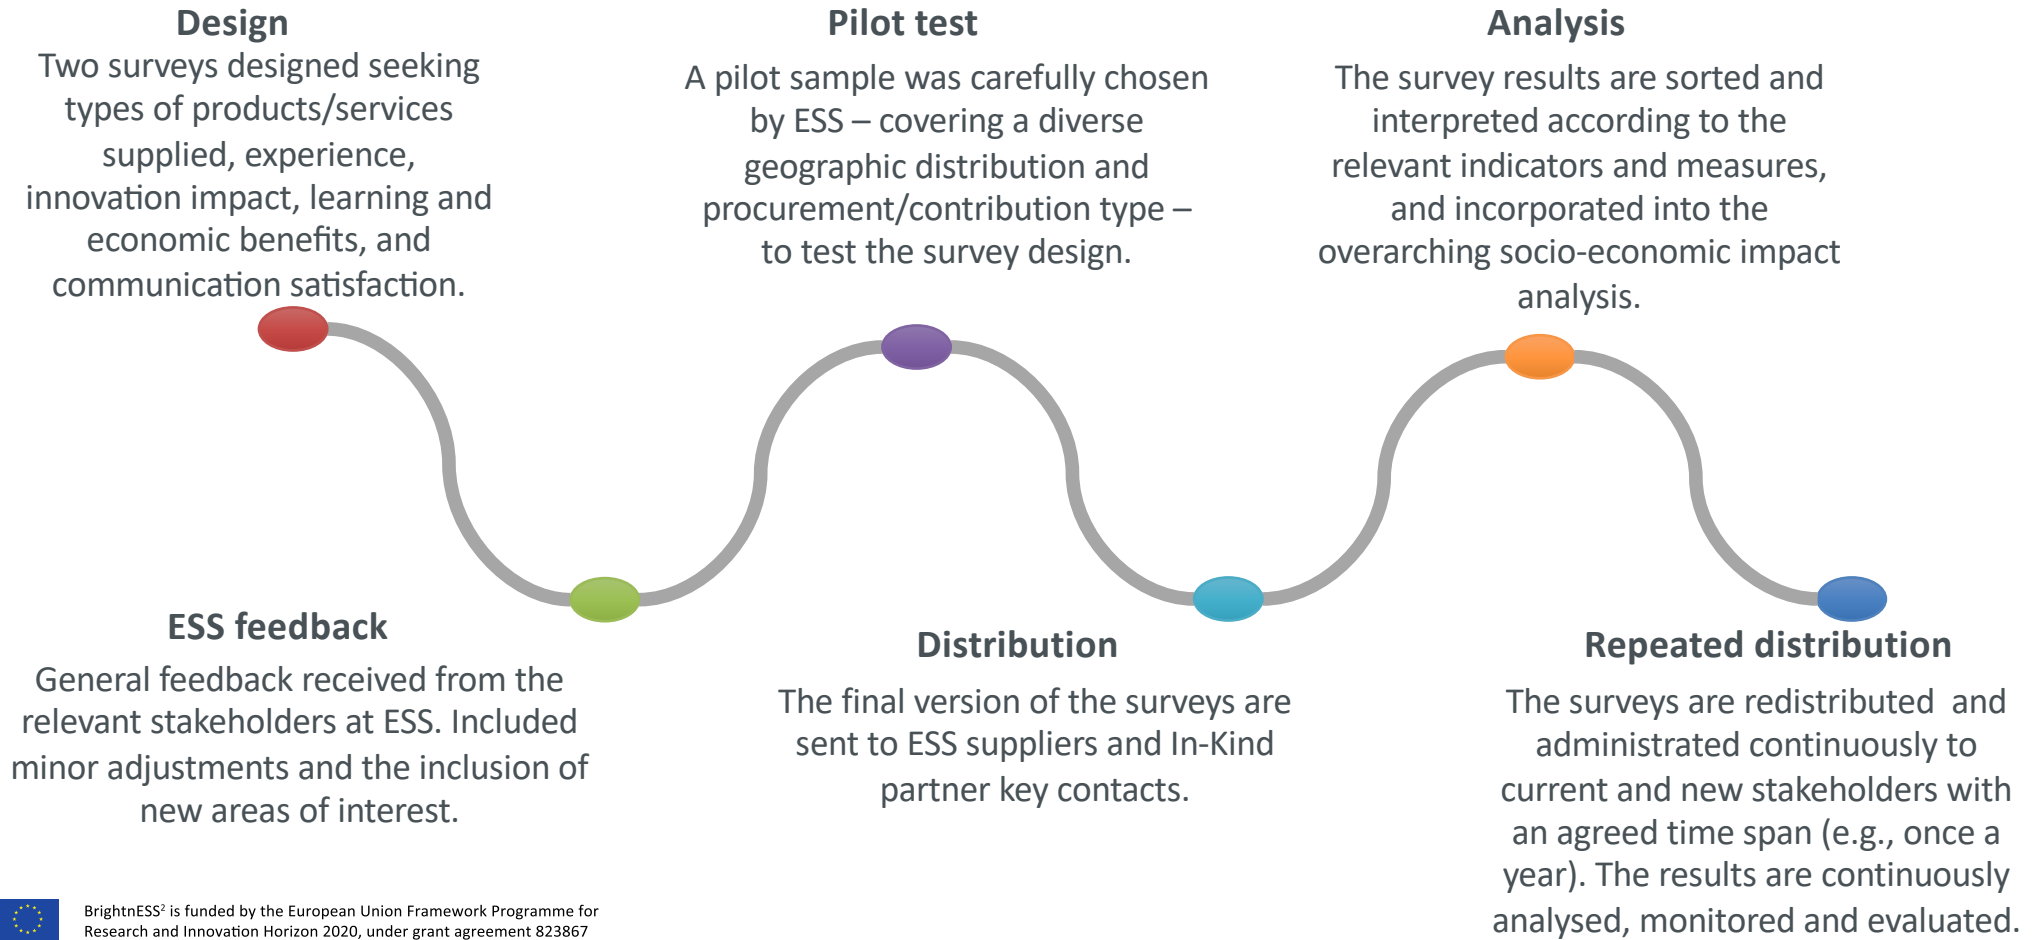 Design
Two surveys designed seeking
types of products/services
supplied, experience,
innovation impact, learning and
economic benefits, and
communication satisfaction.
ESS feedback
General feedback received from the
relevant stakeholders at ESS. Included
minor adjustments and the inclusion of
new areas of interest.
Pilot test
A pilot sample was carefully chosen
by ESS – covering a diverse
geographic distribution and
procurement/contribution type –
to test the survey design.
Distribution
The final version of the surveys are
sent to ESS suppliers and In-Kind
partner key contacts.
Analysis
The survey results are sorted and
interpreted according to the
relevant indicators and measures,
and incorporated into the
overarching socio-economic impact
analysis.
Repeated distribution
The surveys are redistributed  and
administrated continuously to
current and new stakeholders with
an agreed time span (e.g., once a
year). The results are continuously
analysed, monitored and evaluated.
BrightnESS² is funded by the European Union Framework Programme for
Research and Innovation Horizon 2020, under grant agreement 823867